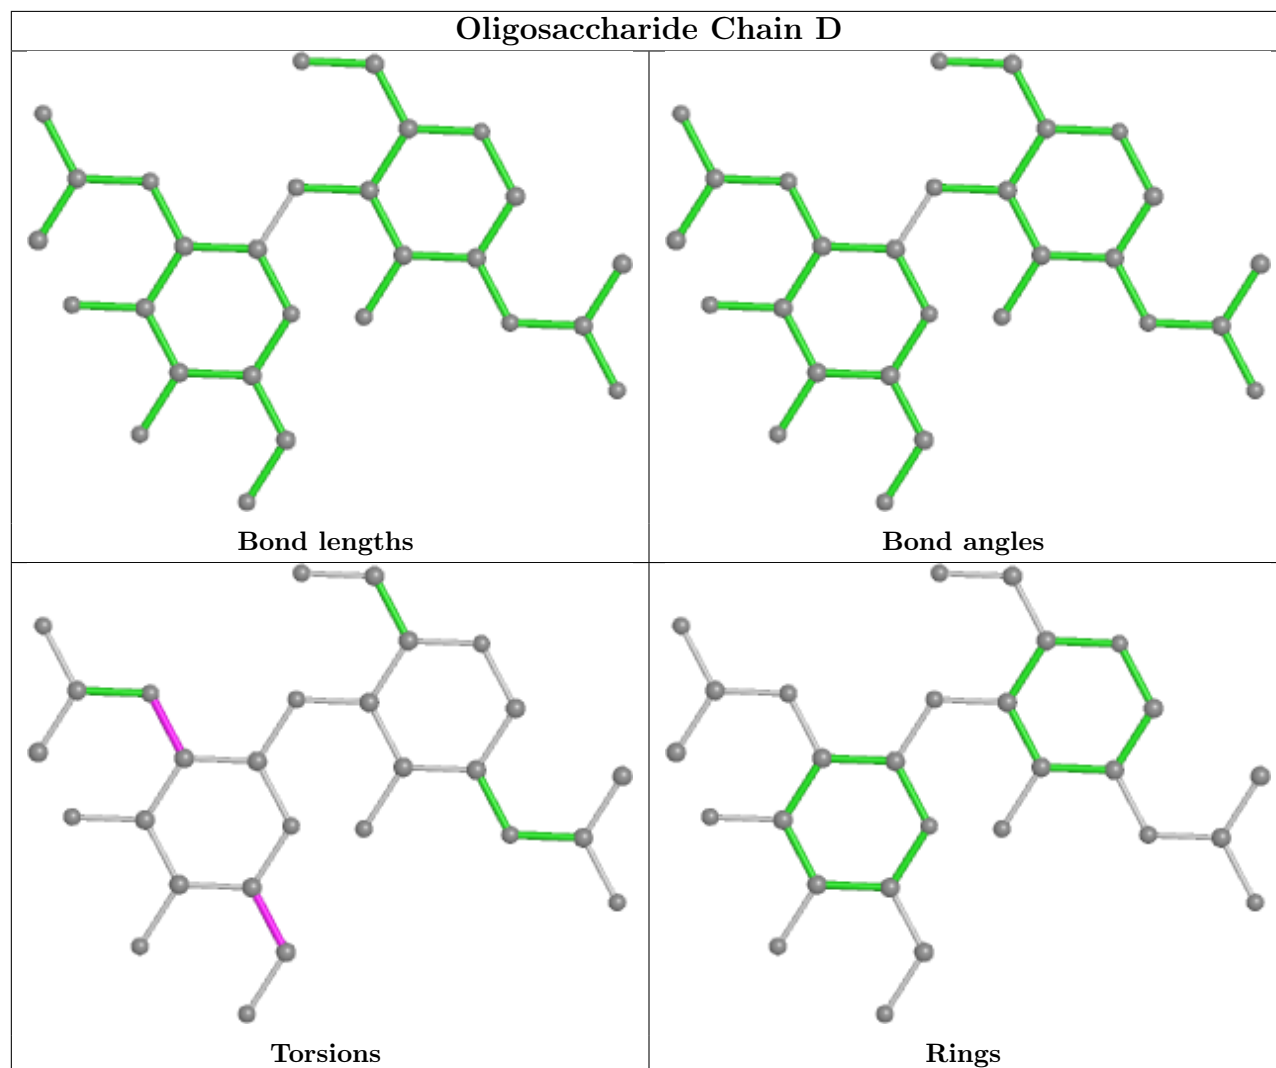 Oligosaccharide Chain D
Bond lengths
Bond angles
Torsions
Rings